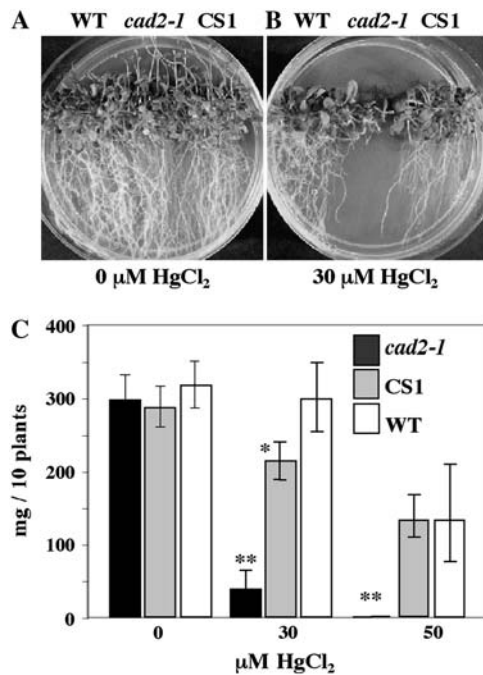 A WT cad2-1 CS1 B WT cad2-1 CS1
0 µM HgCl₂ 30 µM HgCl₂
C
400
300
200
100
0
mg / 10 plants
cad2-1
CS1
WT
*
**
**
0 30 50
µM HgCl₂